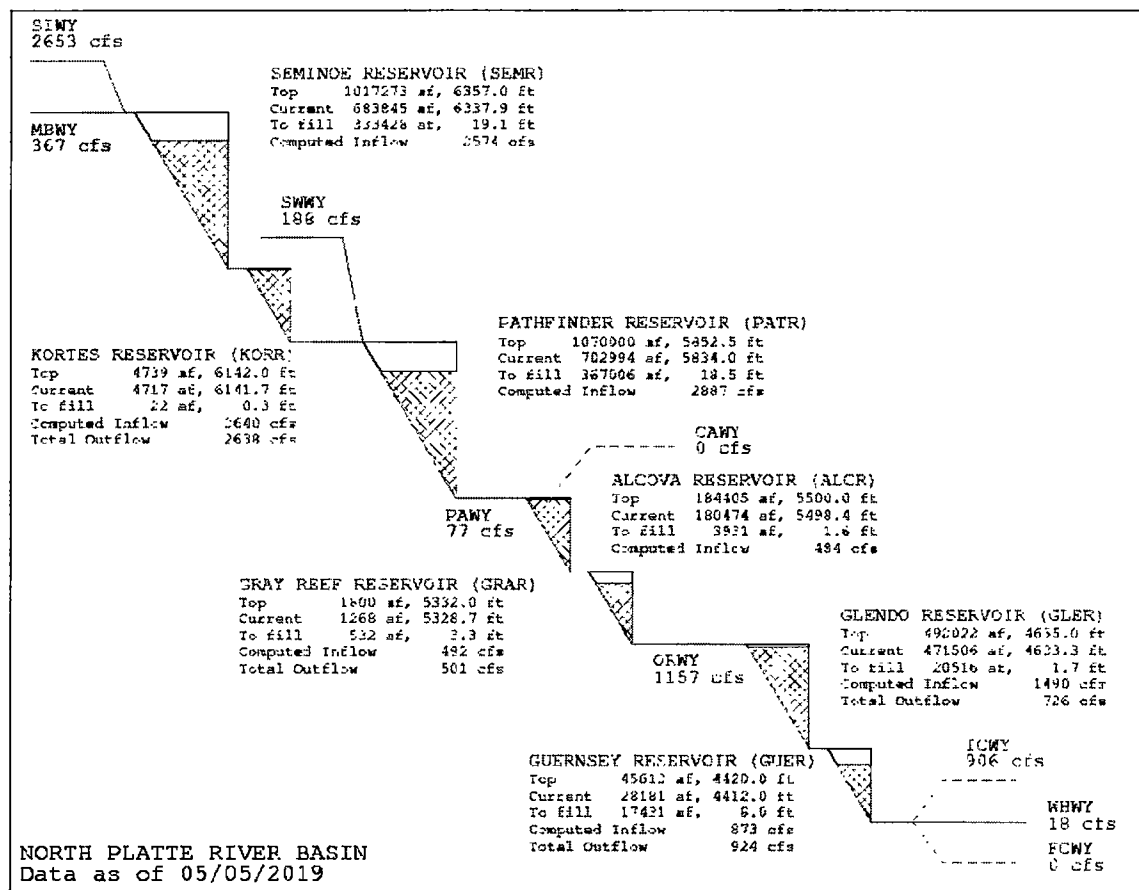 SIWY
2653 cfs
SEMINOE RESERVOIR (SEMR)
Top 1017273 af, 6357.0 ft
Current 683845 af, 6337.9 ft
To fill 333428 af, 19.1 ft
Computed Inflow 2574 cfs
MBWY
367 cfs
SWWY
188 cfs
PATHFINDER RESERVOIR (PATR)
Top 1070000 af, 5852.5 ft
Current 702994 af, 5834.0 ft
To fill 367006 af, 18.5 ft
Computed Inflow 2887 cfs
KORTES RESERVOIR (KORR)
Top 4739 af, 6142.0 ft
Current 4717 af, 6141.7 ft
To fill 22 af, 0.3 ft
Computed Inflow 2640 cfs
Total Outflow 2638 cfs
CAWY
0 cfs
ALCOVA RESERVOIR (ALCR)
Top 184405 af, 5500.0 ft
Current 180474 af, 5498.4 ft
To fill 3931 af, 1.6 ft
Computed Inflow 484 cfs
PAWY
77 cfs
GRAY REEF RESERVOIR (GRAR)
Top 1800 af, 5332.0 ft
Current 1268 af, 5328.7 ft
To fill 532 af, 3.3 ft
Computed Inflow 492 cfs
Total Outflow 501 cfs
GLENDO RESERVOIR (GLER)
Top 492022 af, 4635.0 ft
Current 471506 af, 4633.3 ft
To fill 20516 af, 1.7 ft
Computed Inflow 1490 cfs
Total Outflow 726 cfs
ORWY
1157 cfs
GUERNSEY RESERVOIR (GUER)
Top 45612 af, 4420.0 ft
Current 28181 af, 4412.0 ft
To fill 17431 af, 8.0 ft
Computed Inflow 873 cfs
Total Outflow 924 cfs
ICWY
906 cfs
WHWY
18 cfs
FCWY
0 cfs
NORTH PLATTE RIVER BASIN
Data as of 05/05/2019